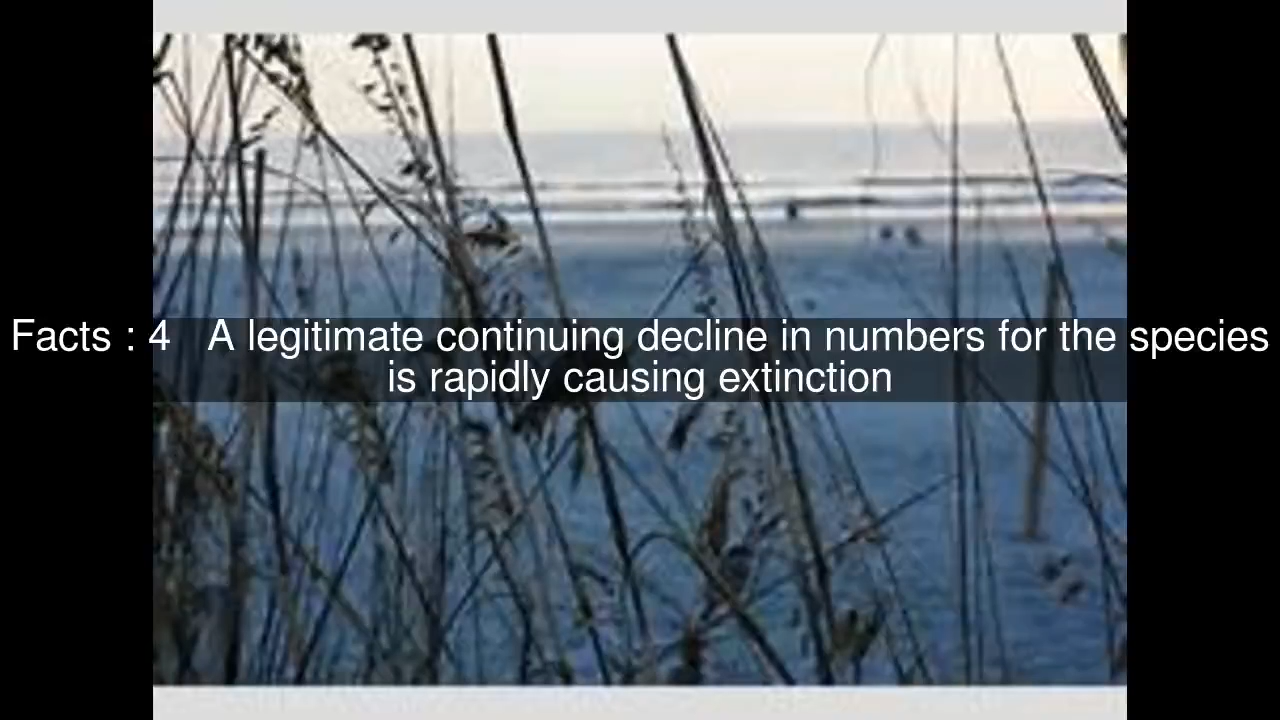 Facts : 4 A legitimate continuing decline in numbers for the species
is rapidly causing extinction